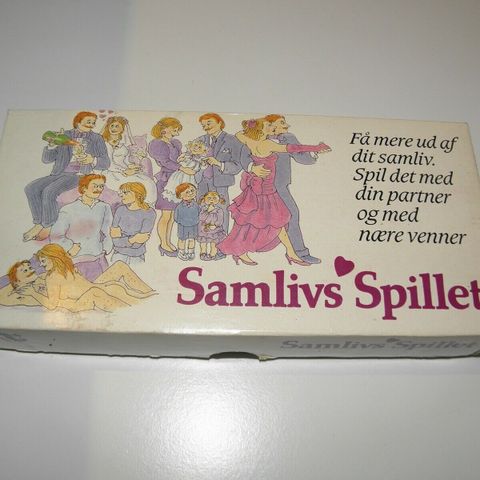 Få mere ud af
dit samliv.
Spil det med
din partner
og med
nære venner
Samlivs Spillet
Samlivs Spillet